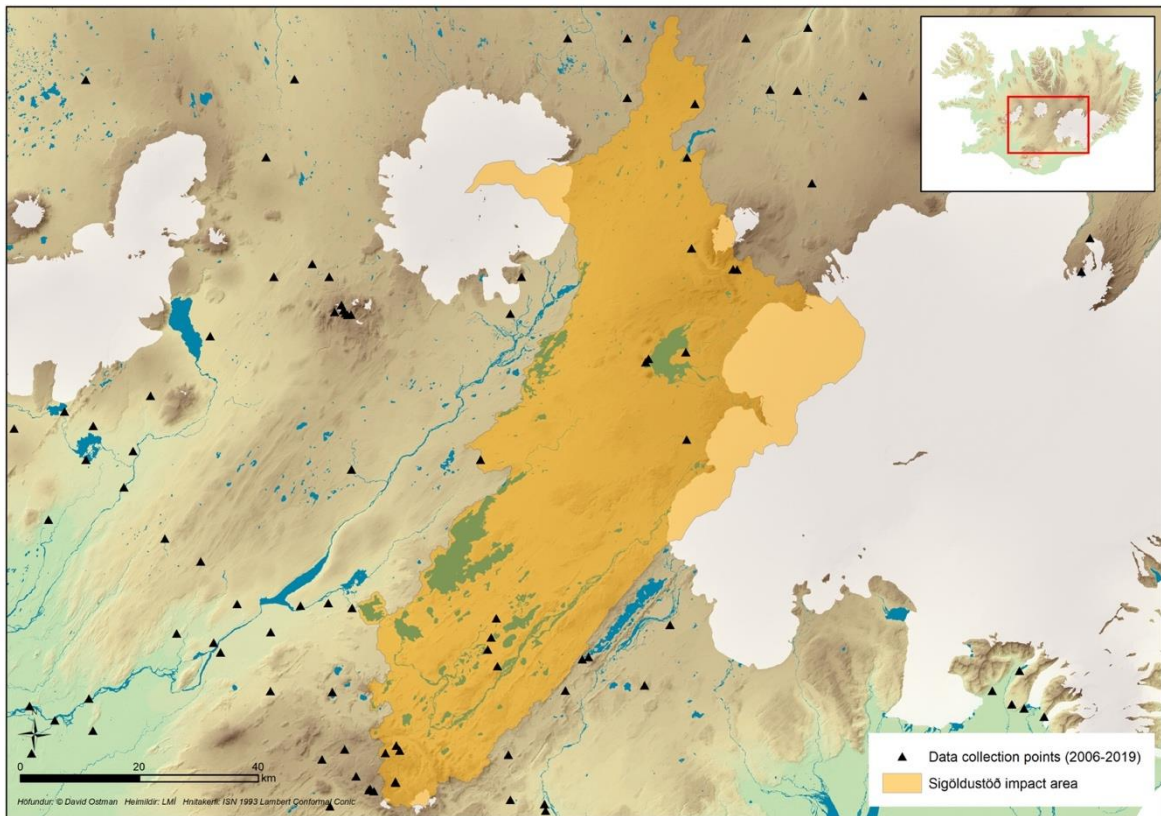 Data collection points (2006-2019)
Sigöldustöð impact area
0 20 40
km
Höfundur: © David Ostman Heimildir: LMÍ Hnitakerfi: ISN 1993 Lambert Conformal Conic